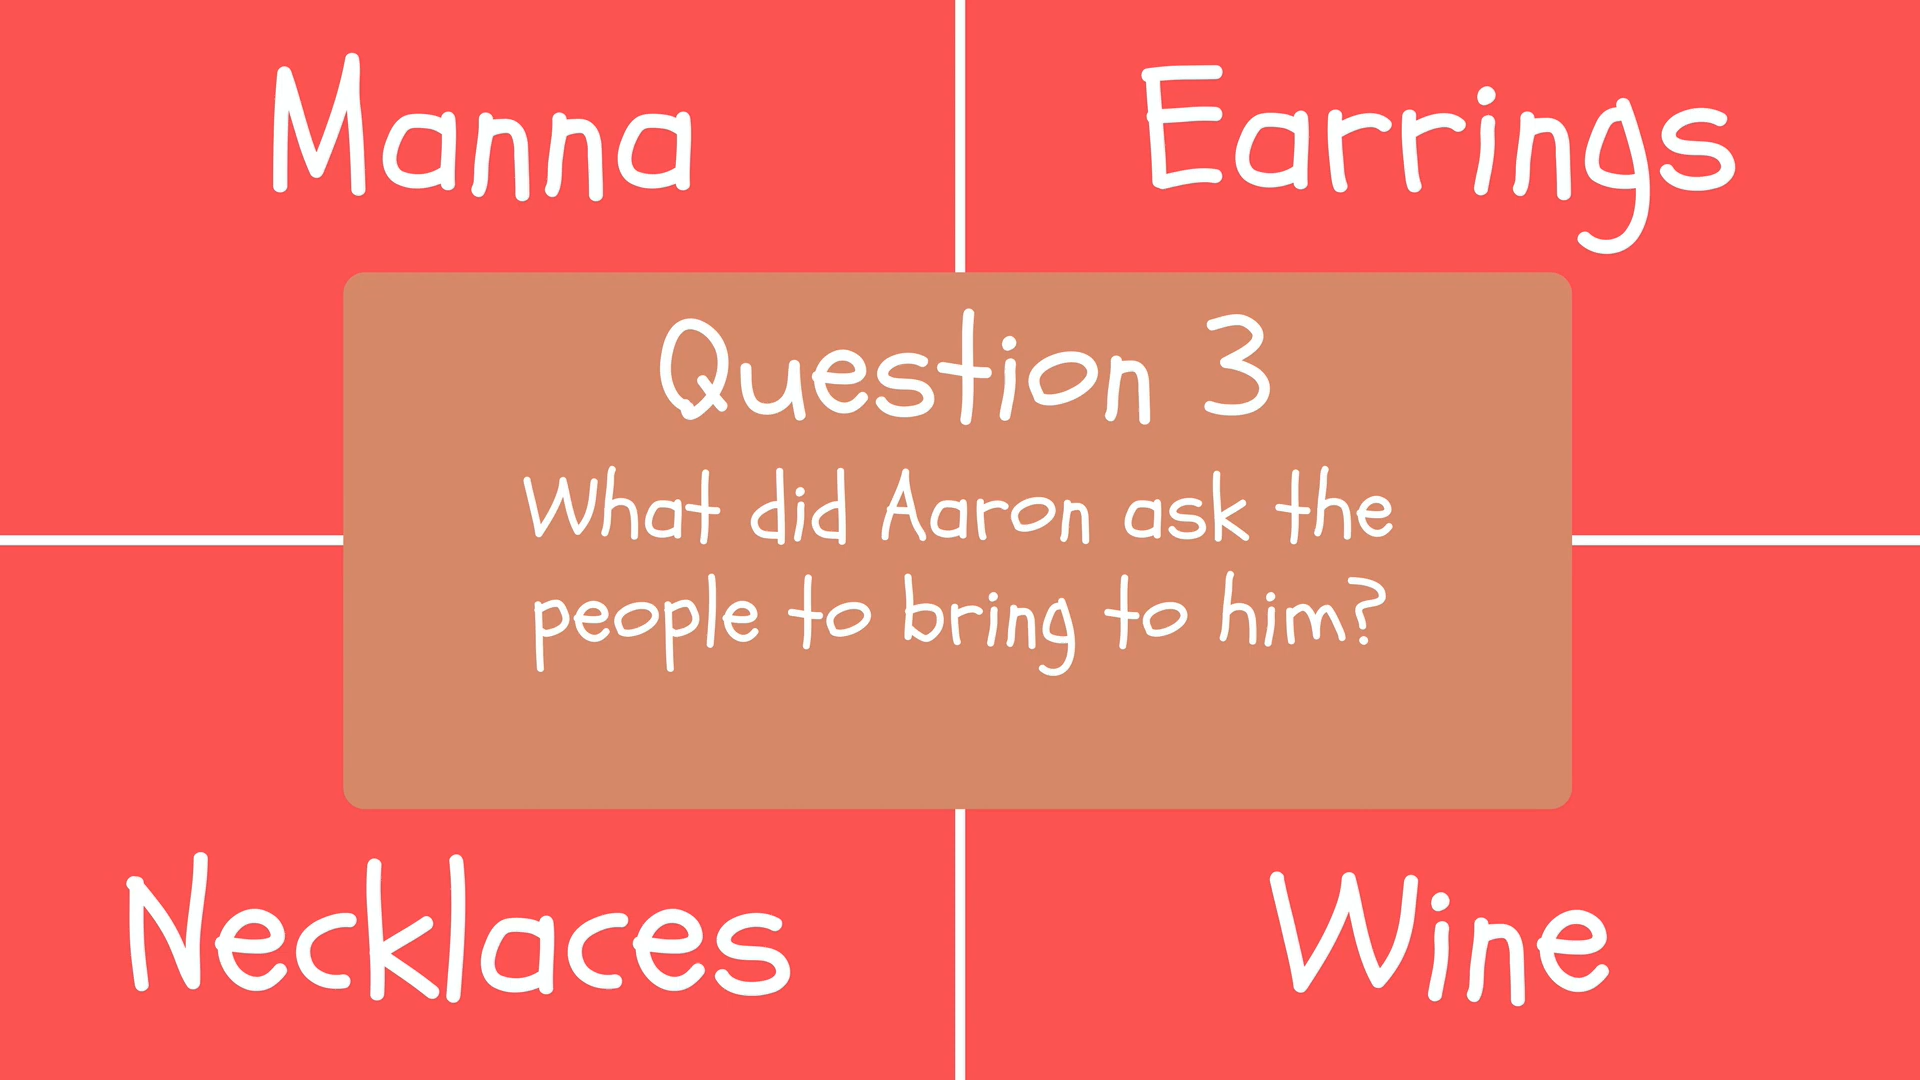 Manna
Earrings
Question 3
What did Aaron ask the
people to bring to him?
Necklaces
Wine